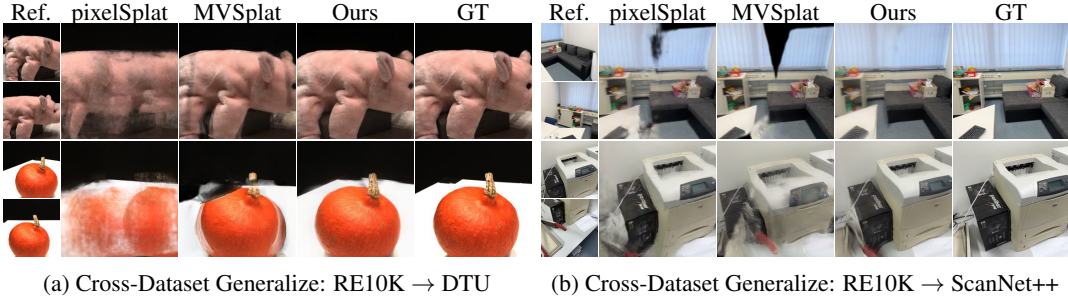 Ref. pixelSplat MVSplat Ours GT Ref. pixelSplat MVSplat Ours GT
(a) Cross-Dataset Generalize: RE10K → DTU (b) Cross-Dataset Generalize: RE10K → ScanNet++